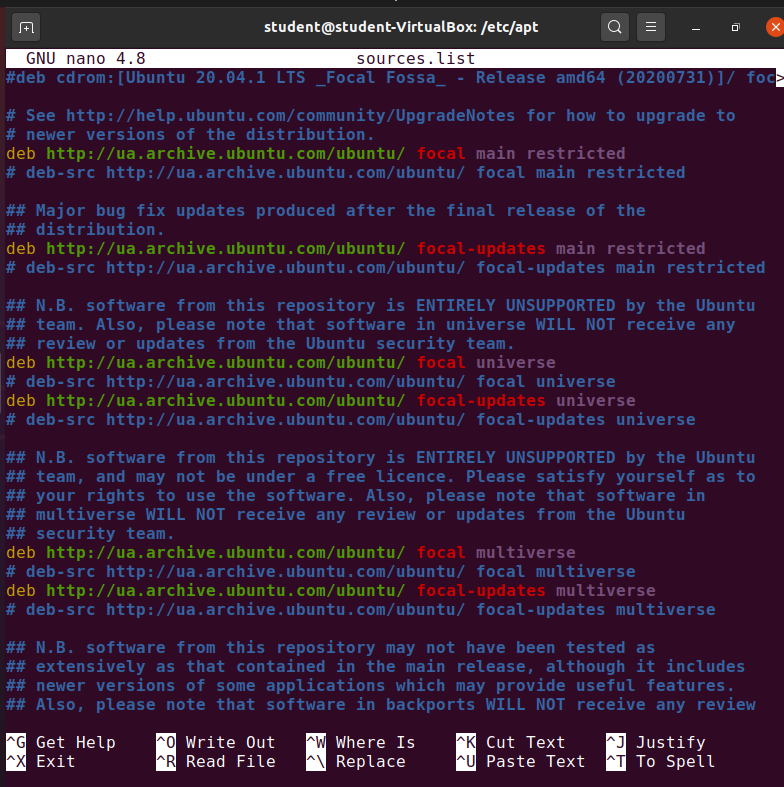 student@student-VirtualBox: /etc/apt
GNU nano 4.8 sources.list
#deb cdrom:[Ubuntu 20.04.1 LTS _Focal Fossa_ - Release amd64 (20200731)]/ foc>
# See http://help.ubuntu.com/community/UpgradeNotes for how to upgrade to
# newer versions of the distribution.
deb http://ua.archive.ubuntu.com/ubuntu/ focal main restricted
# deb-src http://ua.archive.ubuntu.com/ubuntu/ focal main restricted
## Major bug fix updates produced after the final release of the
## distribution.
deb http://ua.archive.ubuntu.com/ubuntu/ focal-updates main restricted
# deb-src http://ua.archive.ubuntu.com/ubuntu/ focal-updates main restricted
## N.B. software from this repository is ENTIRELY UNSUPPORTED by the Ubuntu
## team. Also, please note that software in universe WILL NOT receive any
## review or updates from the Ubuntu security team.
deb http://ua.archive.ubuntu.com/ubuntu/ focal universe
# deb-src http://ua.archive.ubuntu.com/ubuntu/ focal universe
deb http://ua.archive.ubuntu.com/ubuntu/ focal-updates universe
# deb-src http://ua.archive.ubuntu.com/ubuntu/ focal-updates universe
## N.B. software from this repository is ENTIRELY UNSUPPORTED by the Ubuntu
## team, and may not be under a free licence. Please satisfy yourself as to
## your rights to use the software. Also, please note that software in
## multiverse WILL NOT receive any review or updates from the Ubuntu
## security team.
deb http://ua.archive.ubuntu.com/ubuntu/ focal multiverse
# deb-src http://ua.archive.ubuntu.com/ubuntu/ focal multiverse
deb http://ua.archive.ubuntu.com/ubuntu/ focal-updates multiverse
# deb-src http://ua.archive.ubuntu.com/ubuntu/ focal-updates multiverse
## N.B. software from this repository may not have been tested as
## extensively as that contained in the main release, although it includes
## newer versions of some applications which may provide useful features.
## Also, please note that software in backports WILL NOT receive any review
^G Get Help ^O Write Out ^W Where Is ^K Cut Text ^J Justify
^X Exit ^R Read File ^\ Replace ^U Paste Text ^T To Spell